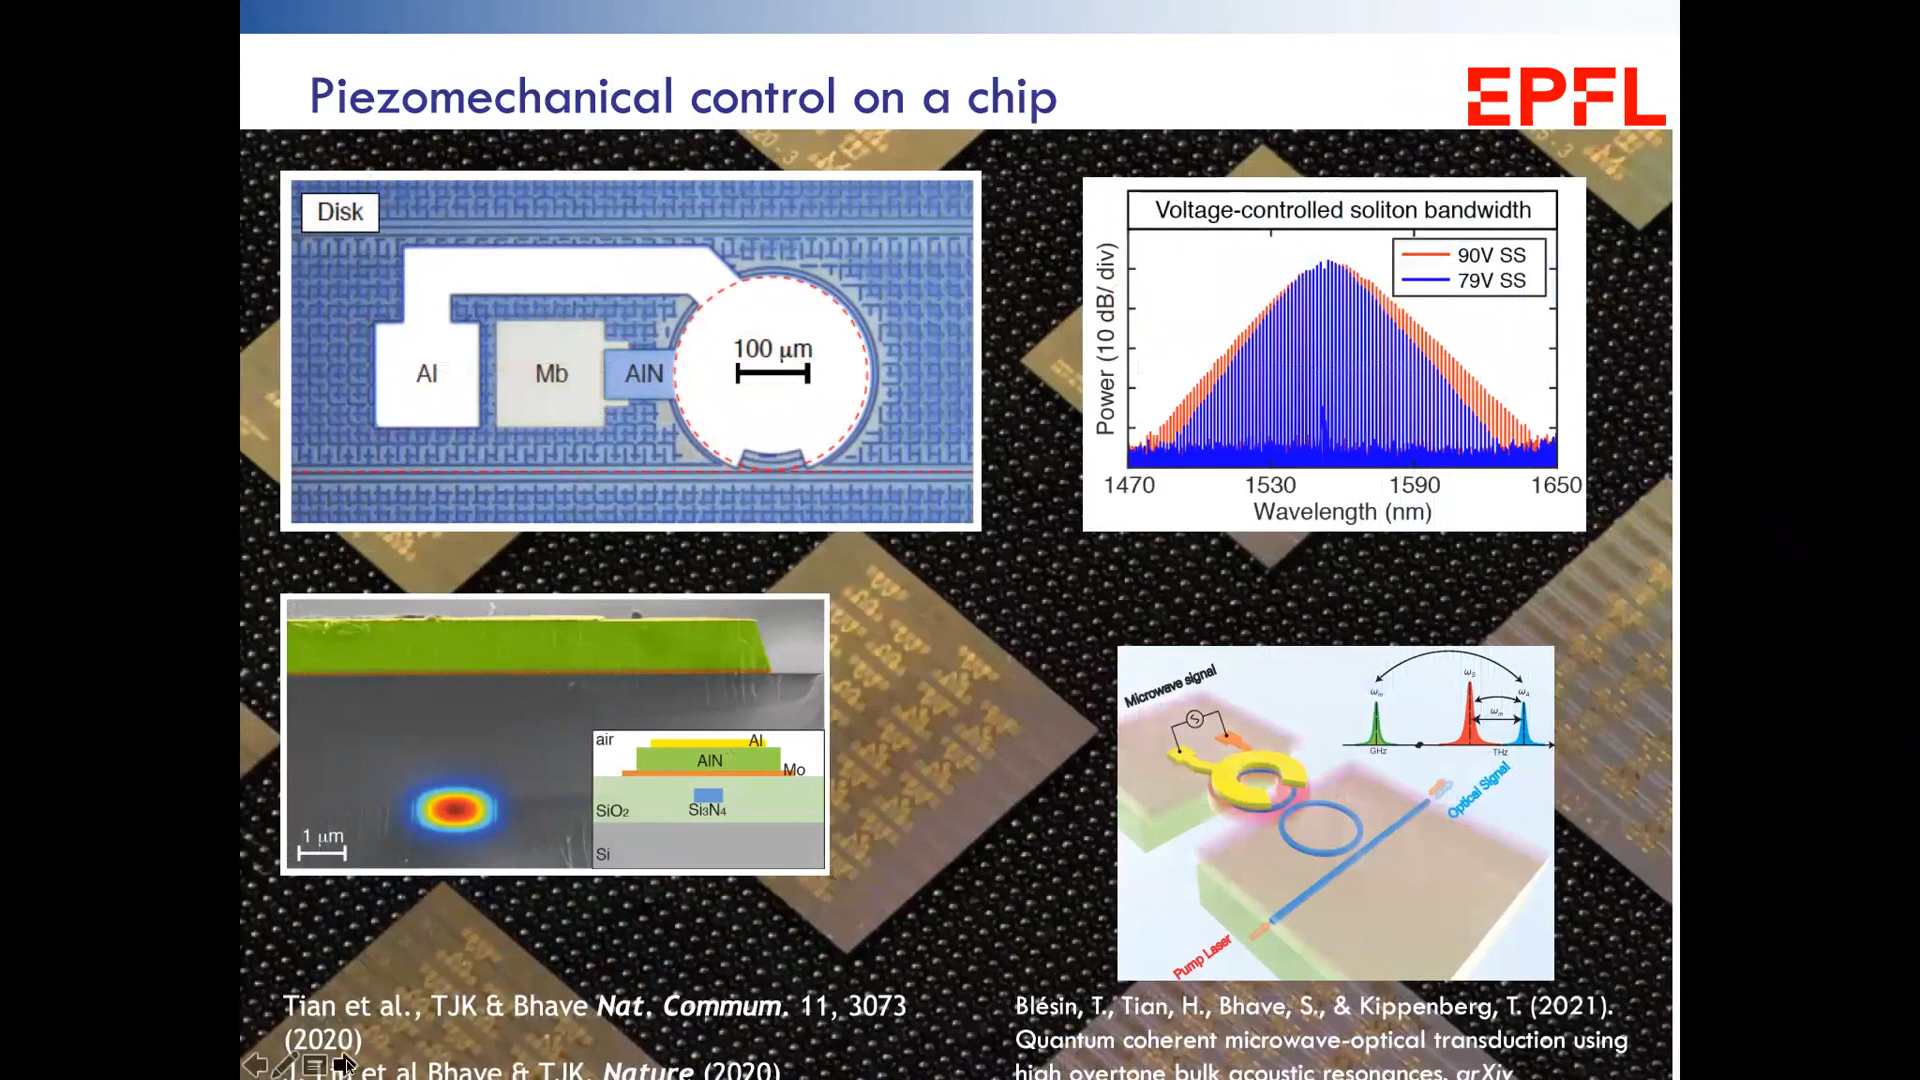 Piezomechanical control on a chip
EPFL
Disk
Al
Mb
AlN
100 μm
Voltage-controlled soliton bandwidth
90V SS
79V SS
Power (10 dB/ div)
1470
1530
1590
1650
Wavelength (nm)
air
Al
AlN
Mo
SiO₂
Si₃N₄
Si
1 μm
Microwave signal
S
ωₘ
ωₛ
ω_A
ωₘ
GHz
THz
Optical Signal
Pump Laser
Tian et al., TJK & Bhave Nat. Commum. 11, 3073
(2020)
et al Bhave & TJK, Nature (2020)
Blésin, T., Tian, H., Bhave, S., & Kippenberg, T. (2021).
Quantum coherent microwave-optical transduction using
high overtone bulk acoustic resonances. arXiv